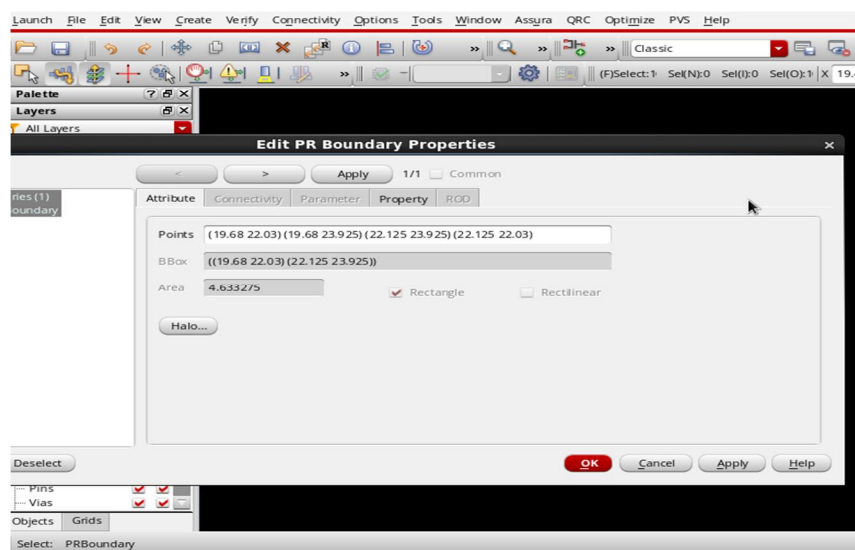 Launch File Edit View Create Verify Connectivity Options Tools Window Assura QRC Optimize PVS Help
» » » Classic
» (F)Select:1 Sel(N):0 Sel(I):0 Sel(O):1 X 19.
Palette
Layers
All Layers
Edit PR Boundary Properties
< > Apply 1/1 Common
ries (1)
oundary
Attribute Connectivity Parameter Property ROD
Points (19.68 22.03) (19.68 23.925) (22.125 23.925) (22.125 22.03)
BBox ((19.68 22.03) (22.125 23.925))
Area 4.633275 Rectangle Rectilinear
Halo...
Deselect OK Cancel Apply Help
Pins
Vias
Objects Grids
Select: PRBoundary